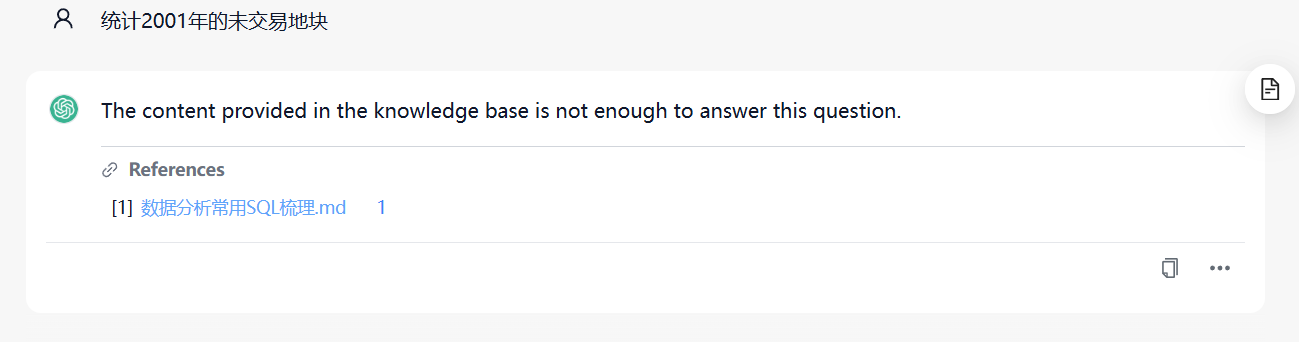 统计2001年的未交易地块
The content provided in the knowledge base is not enough to answer this question.
References
[1] 数据分析常用SQL梳理.md 1